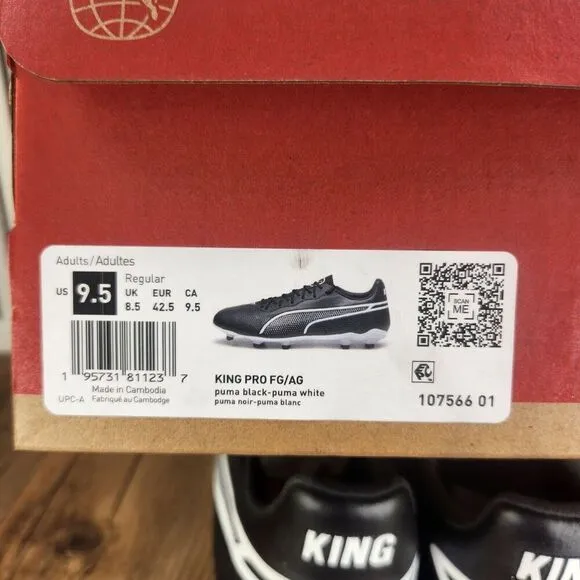 Adults/Adultes
Regular
US 9.5 UK EUR CA
8.5 42.5 9.5
1 95731 81123 7
Made in Cambodia
UPC-A Fabriqué au Cambodge
KING PRO FG/AG
puma black-puma white
puma noir-puma blanc
SCAN
ME
107566 01
KING
KING